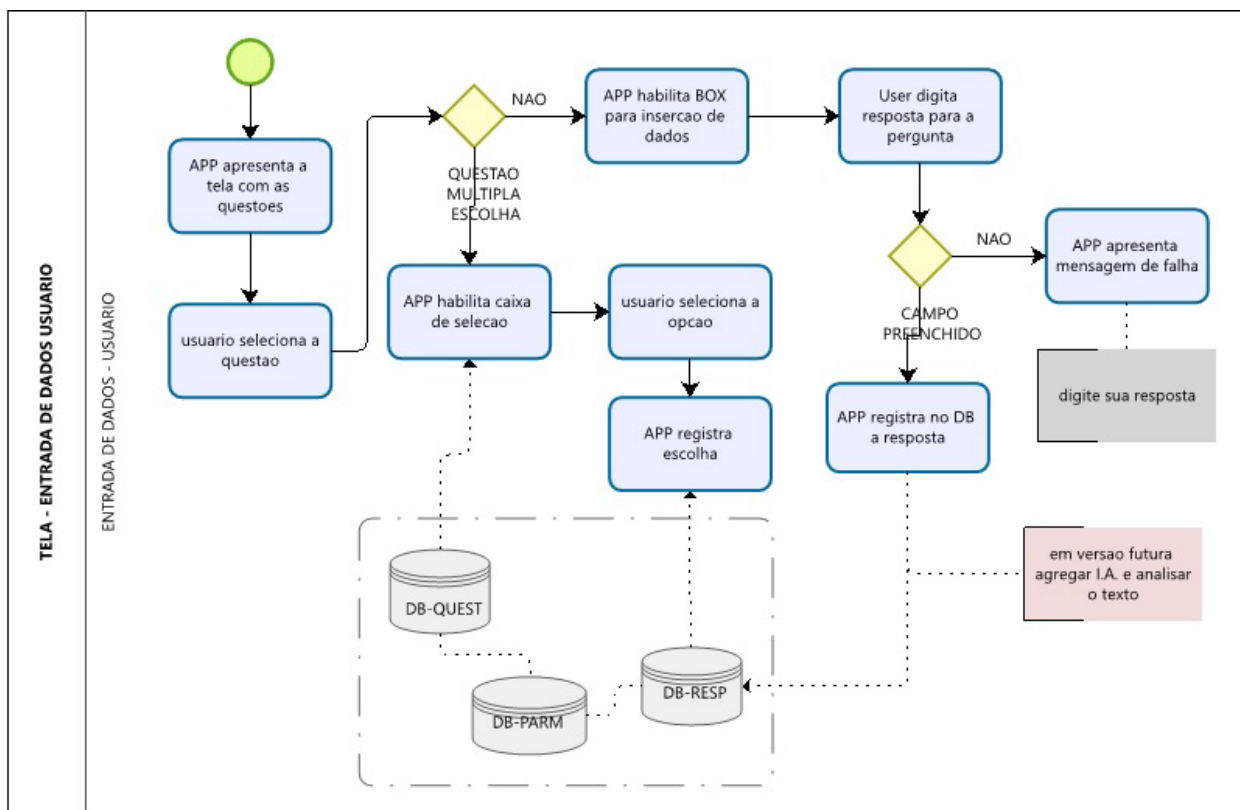 TELA - ENTRADA DE DADOS USUARIO
ENTRADA DE DADOS - USUARIO
APP apresenta a
tela com as
questoes
usuario seleciona a
questao
NAO
QUESTAO
MULTIPLA
ESCOLHA
APP habilita BOX
para insercao de
dados
User digita
resposta para a
pergunta
APP habilita caixa
de selecao
usuario seleciona a
opcao
APP registra
escolha
NAO
CAMPO
PREENCHIDO
APP apresenta
mensagem de falha
digite sua resposta
APP registra no DB
a resposta
em versao futura
agregar I.A. e analisar
o texto
DB-QUEST
DB-PARM
DB-RESP